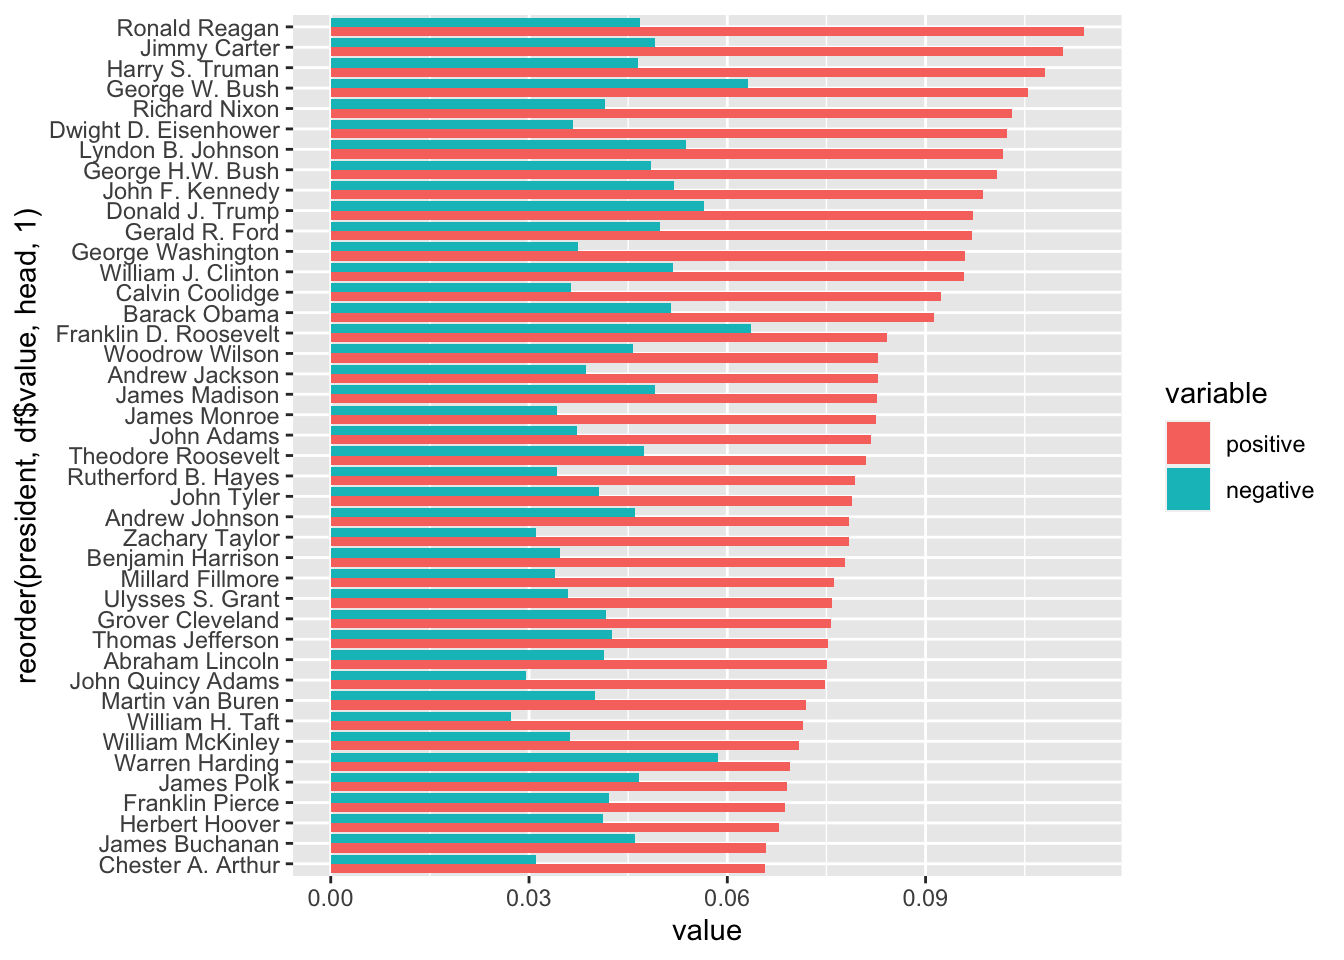 Ronald Reagan
Jimmy Carter
Harry S. Truman
George W. Bush
Richard Nixon
Dwight D. Eisenhower
Lyndon B. Johnson
George H.W. Bush
John F. Kennedy
Donald J. Trump
Gerald R. Ford
George Washington
William J. Clinton
Calvin Coolidge
Barack Obama
Franklin D. Roosevelt
Woodrow Wilson
Andrew Jackson
James Madison
James Monroe
John Adams
Theodore Roosevelt
Rutherford B. Hayes
John Tyler
Andrew Johnson
Zachary Taylor
Benjamin Harrison
Millard Fillmore
Ulysses S. Grant
Grover Cleveland
Thomas Jefferson
Abraham Lincoln
John Quincy Adams
Martin van Buren
William H. Taft
William McKinley
Warren Harding
James Polk
Franklin Pierce
Herbert Hoover
James Buchanan
Chester A. Arthur
reorder(president, df$value, head, 1)
0.00 0.03 0.06 0.09
value
variable
positive
negative